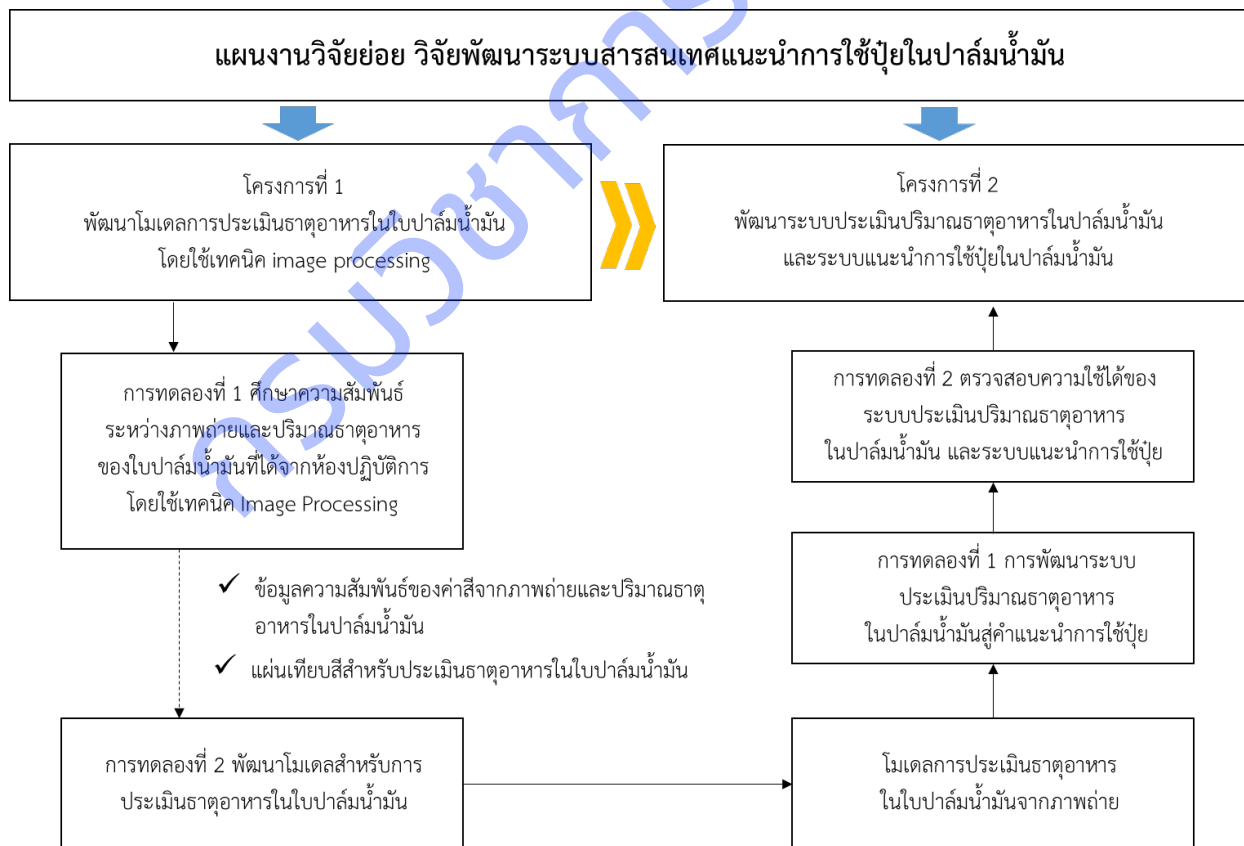 แผนงานวิจัยย่อย วิจัยพัฒนาระบบสารสนเทศแนะนำการใช้ปุ๋ยในปาล์มน้ำมัน
โครงการที่ 1
พัฒนาโมเดลการประเมินธาตุอาหารในใบปาล์มน้ำมัน
โดยใช้เทคนิค image processing
โครงการที่ 2
พัฒนาระบบประเมินปริมาณธาตุอาหารในปาล์มน้ำมัน
และระบบแนะนำการใช้ปุ๋ยในปาล์มน้ำมัน
การทดลองที่ 1 ศึกษาความสัมพันธ์
ระหว่างภาพถ่ายและปริมาณธาตุอาหาร
ของใบปาล์มน้ำมันที่ได้จากห้องปฏิบัติการ
โดยใช้เทคนิค Image Processing
การทดลองที่ 2 ตรวจสอบความใช้ได้ของ
ระบบประเมินปริมาณธาตุอาหาร
ในปาล์มน้ำมัน และระบบแนะนำการใช้ปุ๋ย
✓ ข้อมูลความสัมพันธ์ของค่าสีจากภาพถ่ายและปริมาณธาตุ
อาหารในปาล์มน้ำมัน
✓ แผ่นเทียบสีสำหรับประเมินธาตุอาหารในใบปาล์มน้ำมัน
การทดลองที่ 1 การพัฒนาระบบ
ประเมินปริมาณธาตุอาหาร
ในปาล์มน้ำมันสู่คำแนะนำการใช้ปุ๋ย
การทดลองที่ 2 พัฒนาโมเดลสำหรับการ
ประเมินธาตุอาหารในใบปาล์มน้ำมัน
โมเดลการประเมินธาตุอาหาร
ในใบปาล์มน้ำมันจากภาพถ่าย
กรมวิชาการ